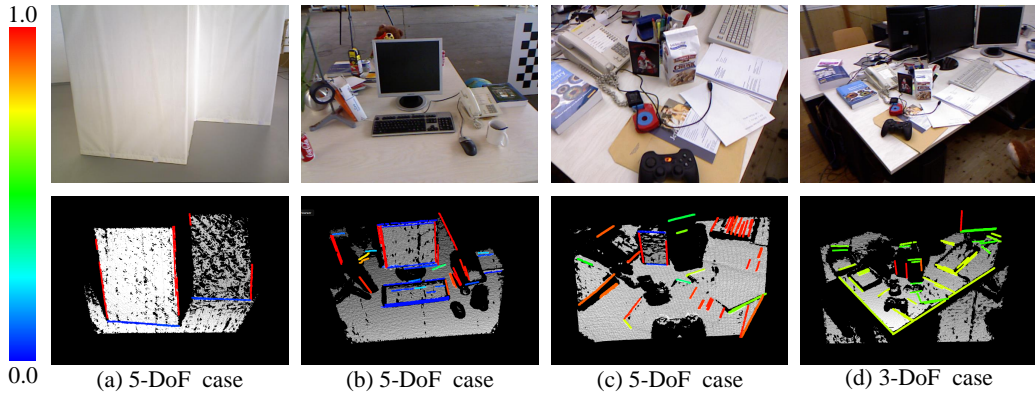 1.0
0.0
(a) 5-DoF case
(b) 5-DoF case
(c) 5-DoF case
(d) 3-DoF case